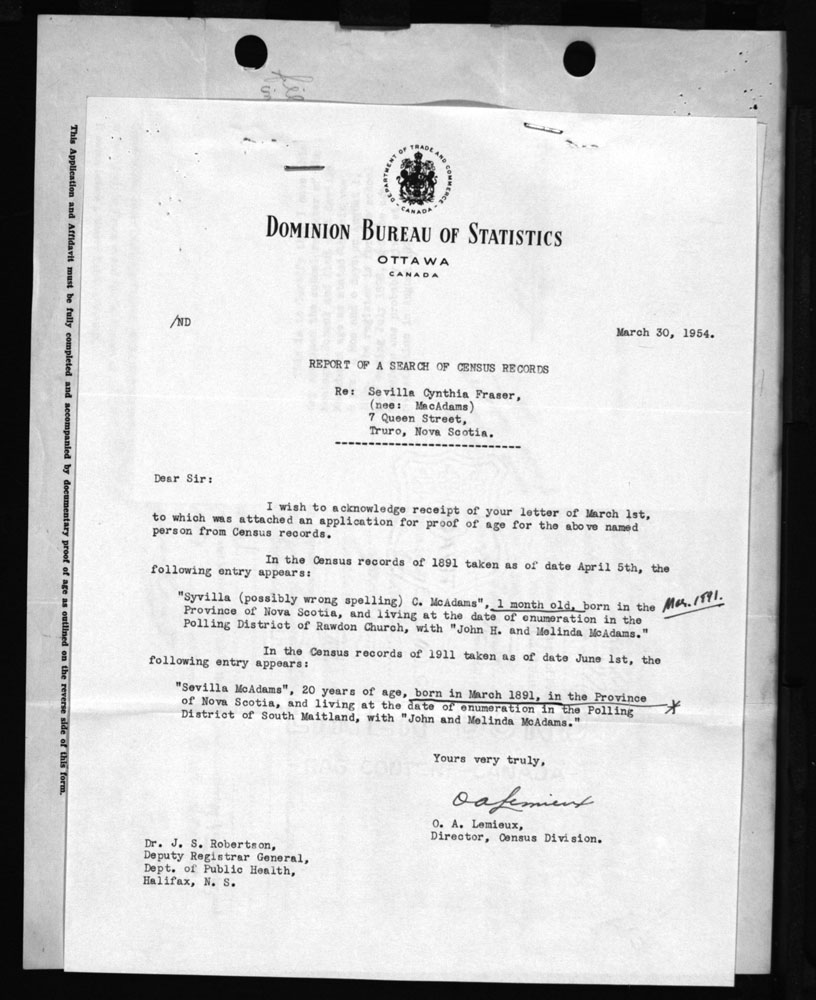 This Application and Affidavit must be fully completed and accompanied by documentary proof of age as outlined on the reverse side of this form.
DEPARTMENT OF TRADE AND COMMERCE
- CANADA -
DOMINION BUREAU OF STATISTICS
OTTAWA
CANADA
/ND
March 30, 1954.
REPORT OF A SEARCH OF CENSUS RECORDS
Re: Sevilla Cynthia Fraser,
(nee: MacAdams)
7 Queen Street,
Truro, Nova Scotia.
Dear Sir:
I wish to acknowledge receipt of your letter of March 1st,
to which was attached an application for proof of age for the above named
person from Census records.
In the Census records of 1891 taken as of date April 5th, the
following entry appears:
"Syvilla (possibly wrong spelling) C. McAdams", 1 month old, born in the Mar. 1891.
Province of Nova Scotia, and living at the date of enumeration in the
Polling District of Rawdon Church, with "John H. and Melinda McAdams."
In the Census records of 1911 taken as of date June 1st, the
following entry appears:
"Sevilla McAdams", 20 years of age, born in March 1891, in the Province
of Nova Scotia, and living at the date of enumeration in the Polling
District of South Maitland, with "John and Melinda McAdams."
Yours very truly,
O A Lemieux
O. A. Lemieux,
Director, Census Division.
Dr. J. S. Robertson,
Deputy Registrar General,
Dept. of Public Health,
Halifax, N. S.